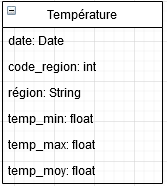 Température
date: Date
code_region: int
région: String
temp_min: float
temp_max: float
temp_moy: float